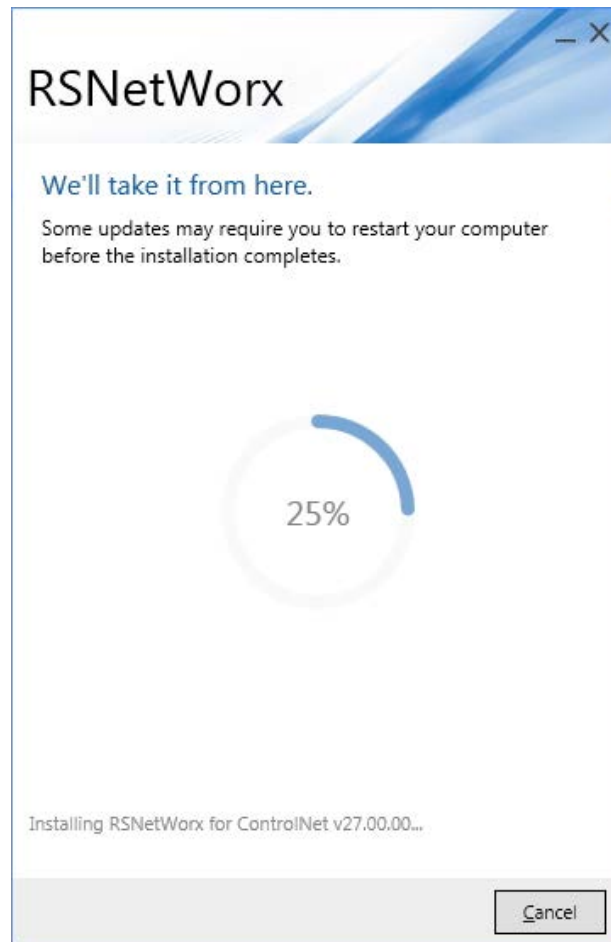 RSNetWorx
We'll take it from here.
Some updates may require you to restart your computer
before the installation completes.
25%
Installing RSNetWorx for ControlNet v27.00.00...
Cancel